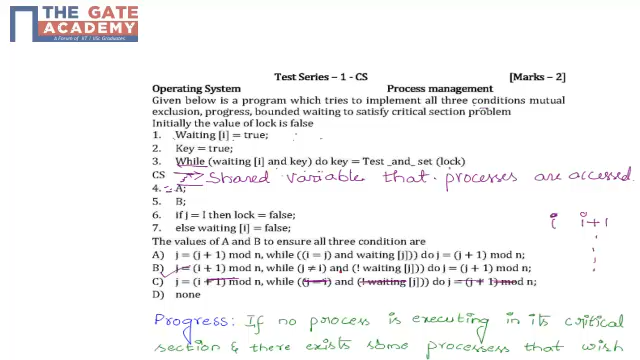 THE GATE ACADEMY
A Forum of IIT / IISc Graduates
Test Series – 1 - CS [Marks – 2]
Operating System Process management
Given below is a program which tries to implement all three conditions mutual
exclusion, progress, bounded waiting to satisfy critical section problem
Initially the value of lock is false
1. Waiting [i] = true;
2. Key = true;
3. While (waiting [i] and key) do key = Test _and_ set (lock)
CS → Shared variable that processes are accessed.
4. A;
5. B;
6. if j = I then lock = false;
7. else waiting [i] = false;
i i+1
The values of A and B to ensure all three condition are
A) j = (j + 1) mod n, while ((i = j) and waiting [j]) do j = (j + 1) mod n;
B) j = (i + 1) mod n, while (j ≠ i) and (! waiting [j]) do j = (j + 1) mod n;
C) j = (i + 1) mod n, while ((j = i) and (! waiting [j]) do j = (j + 1) mod n;
D) none
Progress: If no process is executing in its critical
section & there exists some processess that wish